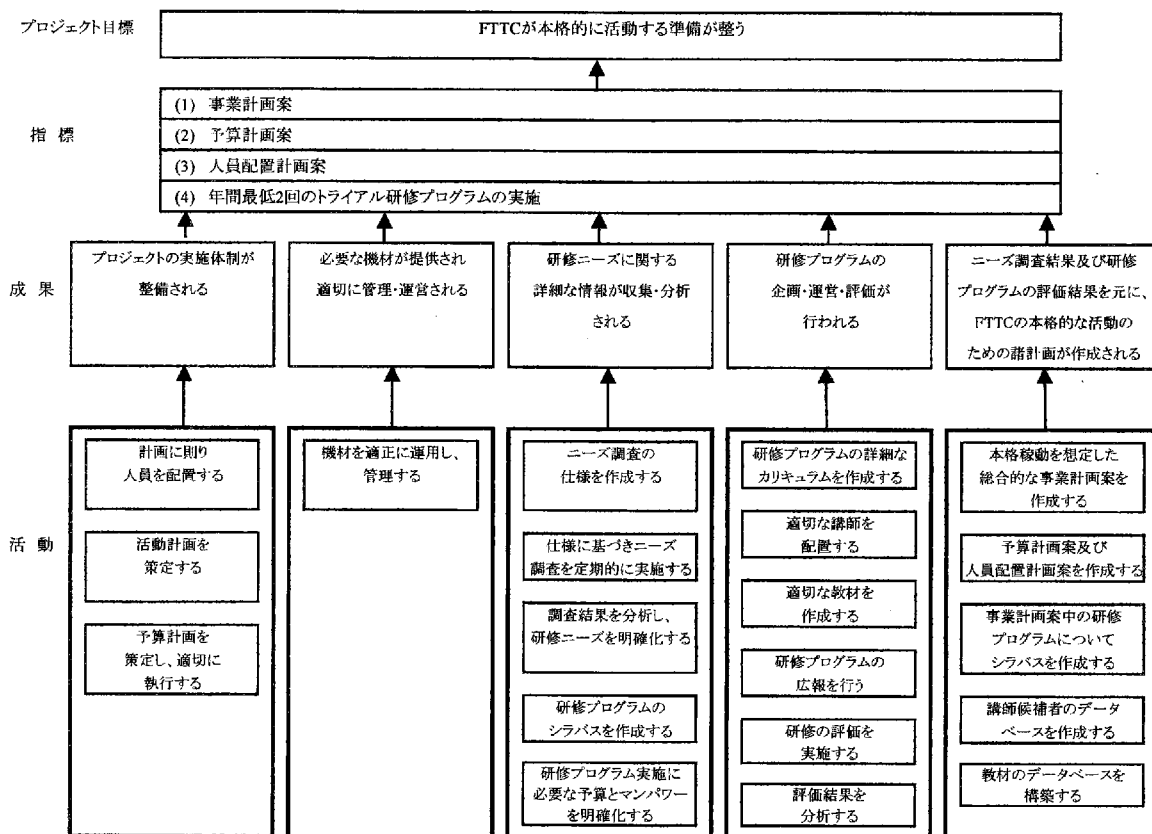 プロジェクト目標
FTTCが本格的に活動する準備が整う
指 標
(1) 事業計画案
(2) 予算計画案
(3) 人員配置計画案
(4) 年間最低2回のトライアル研修プログラムの実施
成 果
プロジェクトの実施体制が
整備される
必要な機材が提供され
適切に管理・運営される
研修ニーズに関する
詳細な情報が収集・分析
される
研修プログラムの
企画・運営・評価が
行われる
ニーズ調査結果及び研修
プログラムの評価結果を元に、
FTTCの本格的な活動の
ための諸計画が作成される
活 動
計画に則り
人員を配置する
活動計画を
策定する
予算計画を
策定し、適切に
執行する
機材を適正に運用し、
管理する
ニーズ調査の
仕様を作成する
仕様に基づきニーズ
調査を定期的に実施する
調査結果を分析し、
研修ニーズを明確化する
研修プログラムの
シラバスを作成する
研修プログラム実施に
必要な予算とマンパワー
を明確化する
研修プログラムの詳細な
カリキュラムを作成する
適切な講師を
配置する
適切な教材を
作成する
研修プログラムの
広報を行う
研修の評価を
実施する
評価結果を
分析する
本格稼動を想定した
総合的な事業計画案を
作成する
予算計画案及び
人員配置計画案を作成する
事業計画案中の研修
プログラムについて
シラバスを作成する
講師候補者のデータ
ベースを作成する
教材のデータベースを
構築する